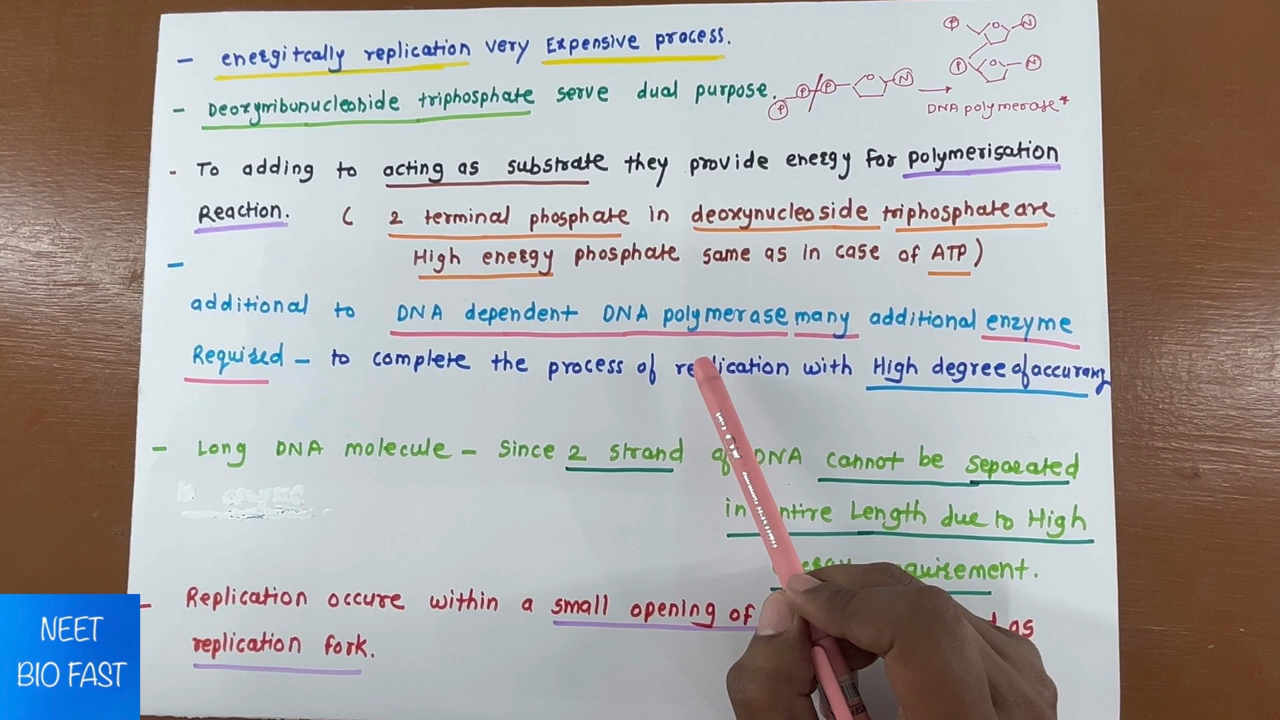 - energitcally replication very Expensive process.
- Deoxyribonucleohide triphosphate serve dual purpose.
P P P O N
DNA polymerase*
P O N
P O N
- To adding to acting as substrate they provide energy for polymerisation
Reaction. ( 2 terminal phosphate in deoxynucleoside triphosphate are
High energy phosphate same as in case of ATP)
- additional to DNA dependent DNA polymerase many additional enzyme
Required - to complete the process of replication with High degree of accuracy
- Long DNA molecule - Since 2 strand of DNA cannot be separated
in entire Length due to High
requirement.
- Replication occure within a small opening of as
replication fork.
NEET
BIO FAST